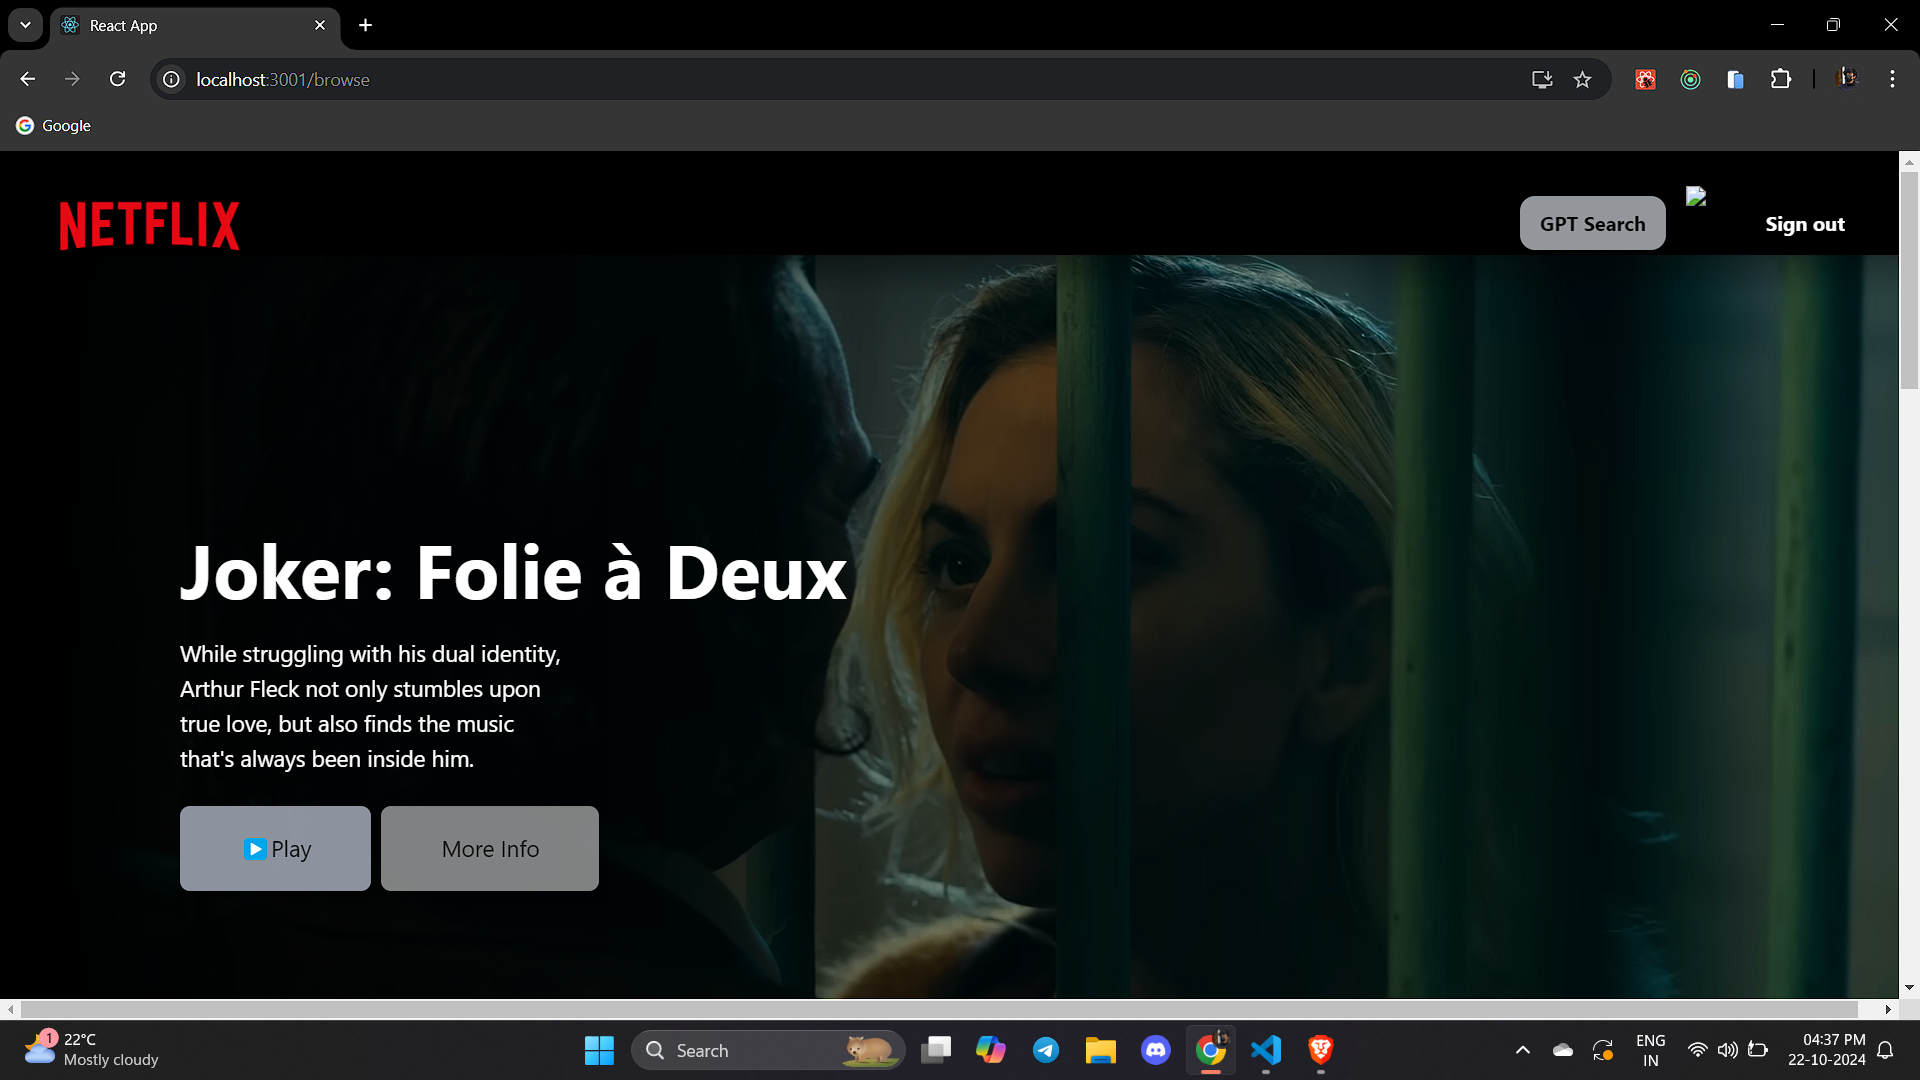 React App
localhost:3001/browse
Google
NETFLIX
GPT Search
Sign out
Joker: Folie à Deux
While struggling with his dual identity,
Arthur Fleck not only stumbles upon
true love, but also finds the music
that's always been inside him.
Play
More Info
1
22°C
Mostly cloudy
Search
ENG
IN
04:37 PM
22-10-2024